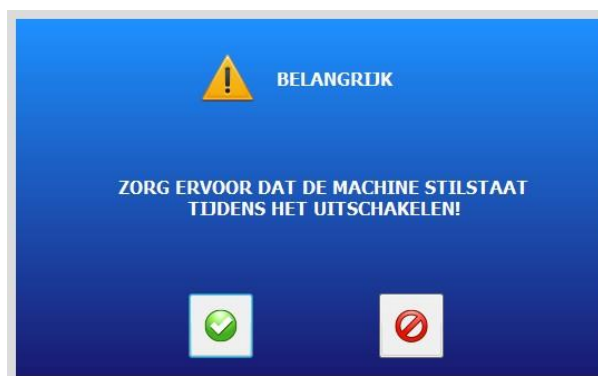 BELANGRIJK
ZORG ERVOOR DAT DE MACHINE STILSTAAT
TIJDENS HET UITSCHAKELEN!